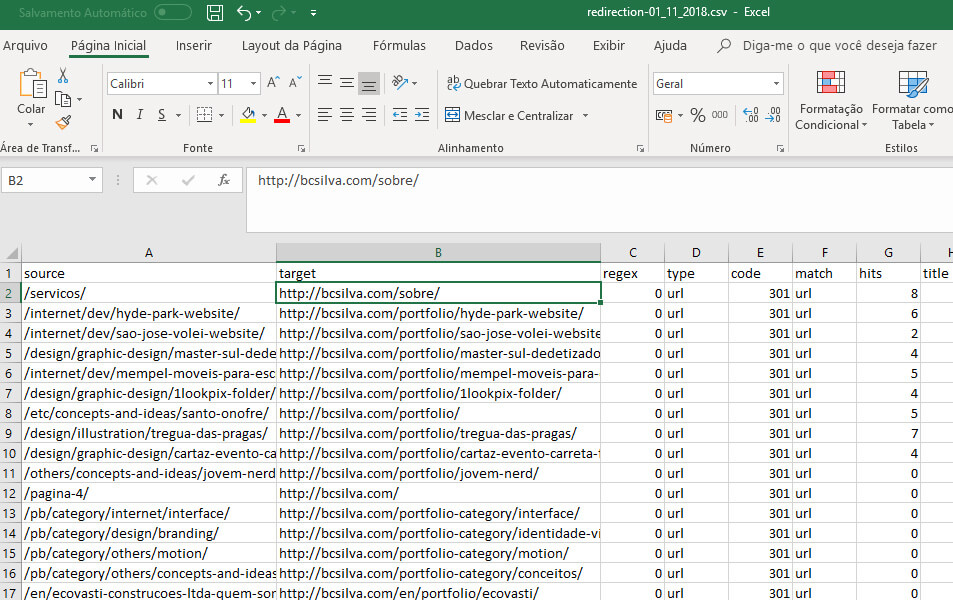 Salvamento Automático redirection-01_11_2018.csv - Excel
Arquivo Página Inicial Inserir Layout da Página Fórmulas Dados Revisão Exibir Ajuda Diga-me o que você deseja fazer
Colar Calibri 11 Quebrar Texto Automaticamente Geral Formatação Condicional Formatar como Tabela
N I S A Mesclar e Centralizar % 000
Área de Transf... Fonte Alinhamento Número Estilos
B2 fx http://bcsilva.com/sobre/
A B C D E F G H
1 source target regex type code match hits title
2 /servicos/ http://bcsilva.com/sobre/ 0 url 301 url 8
3 /internet/dev/hyde-park-website/ http://bcsilva.com/portfolio/hyde-park-website/ 0 url 301 url 6
4 /internet/dev/sao-jose-volei-website/ http://bcsilva.com/portfolio/sao-jose-volei-website 0 url 301 url 2
5 /design/graphic-design/master-sul-dede http://bcsilva.com/portfolio/master-sul-dedetizado 0 url 301 url 4
6 /internet/dev/mempel-moveis-para-esc http://bcsilva.com/portfolio/mempel-moveis-para- 0 url 301 url 5
7 /design/graphic-design/1lookpix-folder/ http://bcsilva.com/portfolio/1lookpix-folder/ 0 url 301 url 4
8 /etc/concepts-and-ideas/santo-onofre/ http://bcsilva.com/portfolio/ 0 url 301 url 5
9 /design/illustration/tregua-das-pragas/ http://bcsilva.com/portfolio/tregua-das-pragas/ 0 url 301 url 7
10 /design/graphic-design/cartaz-evento-ca http://bcsilva.com/portfolio/cartaz-evento-carreta- 0 url 301 url 4
11 /others/concepts-and-ideas/jovem-nerd http://bcsilva.com/portfolio/jovem-nerd/ 0 url 301 url 0
12 /pagina-4/ http://bcsilva.com/ 0 url 301 url 0
13 /pb/category/internet/interface/ http://bcsilva.com/portfolio-category/interface/ 0 url 301 url 0
14 /pb/category/design/branding/ http://bcsilva.com/portfolio-category/identidade-vi 0 url 301 url 0
15 /pb/category/others/motion/ http://bcsilva.com/portfolio-category/motion/ 0 url 301 url 0
16 /pb/category/others/concepts-and-ideas http://bcsilva.com/portfolio-category/conceitos/ 0 url 301 url 0
17 /en/ecovasti-construcoes-ltda-quem-som http://bcsilva.com/en/portfolio/ecovasti/ 0 url 301 url 0